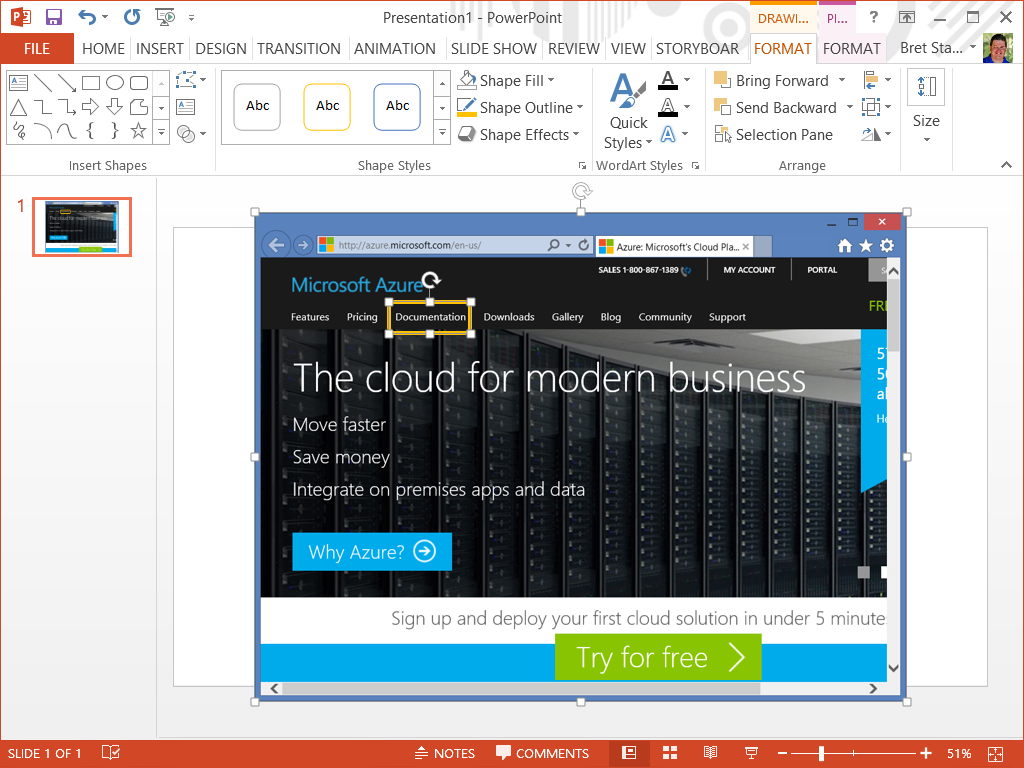 Presentation1 - PowerPoint
DRAWI...
PI...
?
FILE
HOME
INSERT
DESIGN
TRANSITION
ANIMATION
SLIDE SHOW
REVIEW
VIEW
STORYBOAR
FORMAT
FORMAT
Bret Sta...
Abc
Abc
Abc
Shape Fill
Shape Outline
Shape Effects
Quick
Styles
Bring Forward
Send Backward
Selection Pane
Size
Insert Shapes
Shape Styles
WordArt Styles
Arrange
1
http://azure.microsoft.com/en-us/
Azure: Microsoft's Cloud Pla...
SALES 1-800-867-1389
MY ACCOUNT
PORTAL
Microsoft Azure
FRE
Features
Pricing
Documentation
Downloads
Gallery
Blog
Community
Support
The cloud for modern business
Move faster
Save money
Integrate on premises apps and data
Why Azure?
Sign up and deploy your first cloud solution in under 5 minute
Try for free
SLIDE 1 OF 1
NOTES
COMMENTS
51%